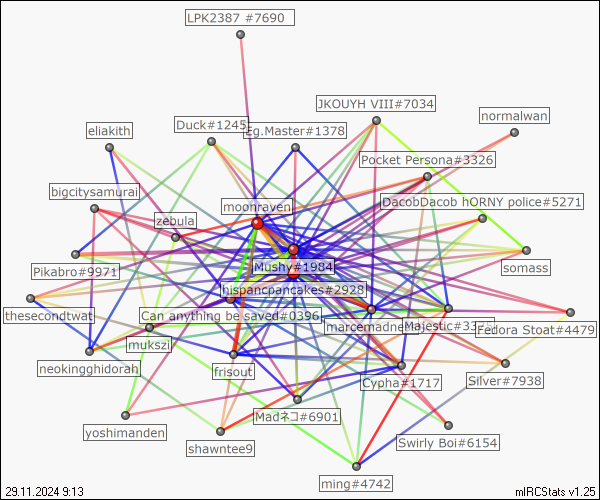 LPK2387 #7690
JKOUYH VIII#7034
normalwan
Duck#1245
Eg.Master#1378
eliakith
Pocket Persona#3326
bigcitysamurai
moonraven
DacobDacob hORNY police#5271
zebula
Mushy#1984
somass
Pikabro#9971
hispancpancakes#2928
thesecondtwat
Can anything be saved#0396
marcemadne
Majestic#3371
Fedora Stoat#4479
mukszi
neokingghidorah
frisout
Cypha#1717
Silver#7938
Madネコ#6901
yoshimanden
Swirly Boi#6154
shawntee9
ming#4742
29.11.2024 9:13
mIRCStats v1.25